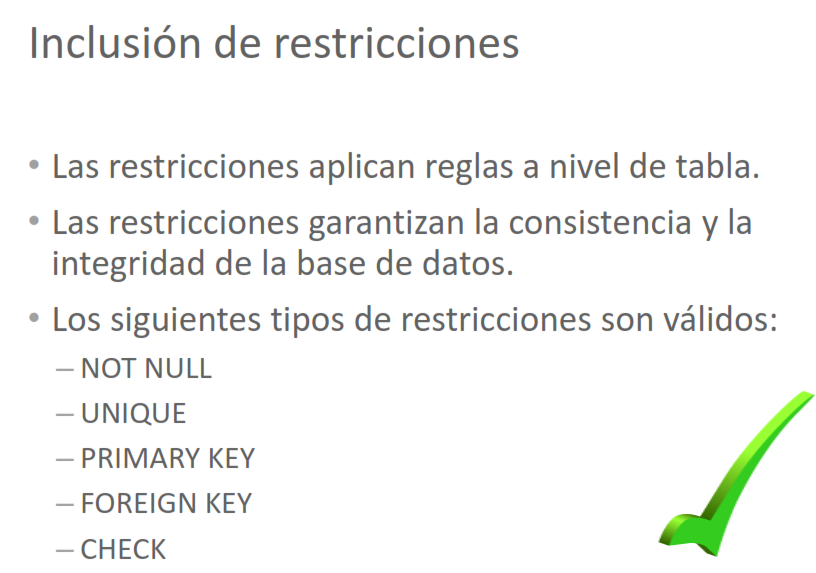 Inclusión de restricciones
• Las restricciones aplican reglas a nivel de tabla.
• Las restricciones garantizan la consistencia y la
integridad de la base de datos.
• Los siguientes tipos de restricciones son válidos:
– NOT NULL
– UNIQUE
– PRIMARY KEY
– FOREIGN KEY
– CHECK